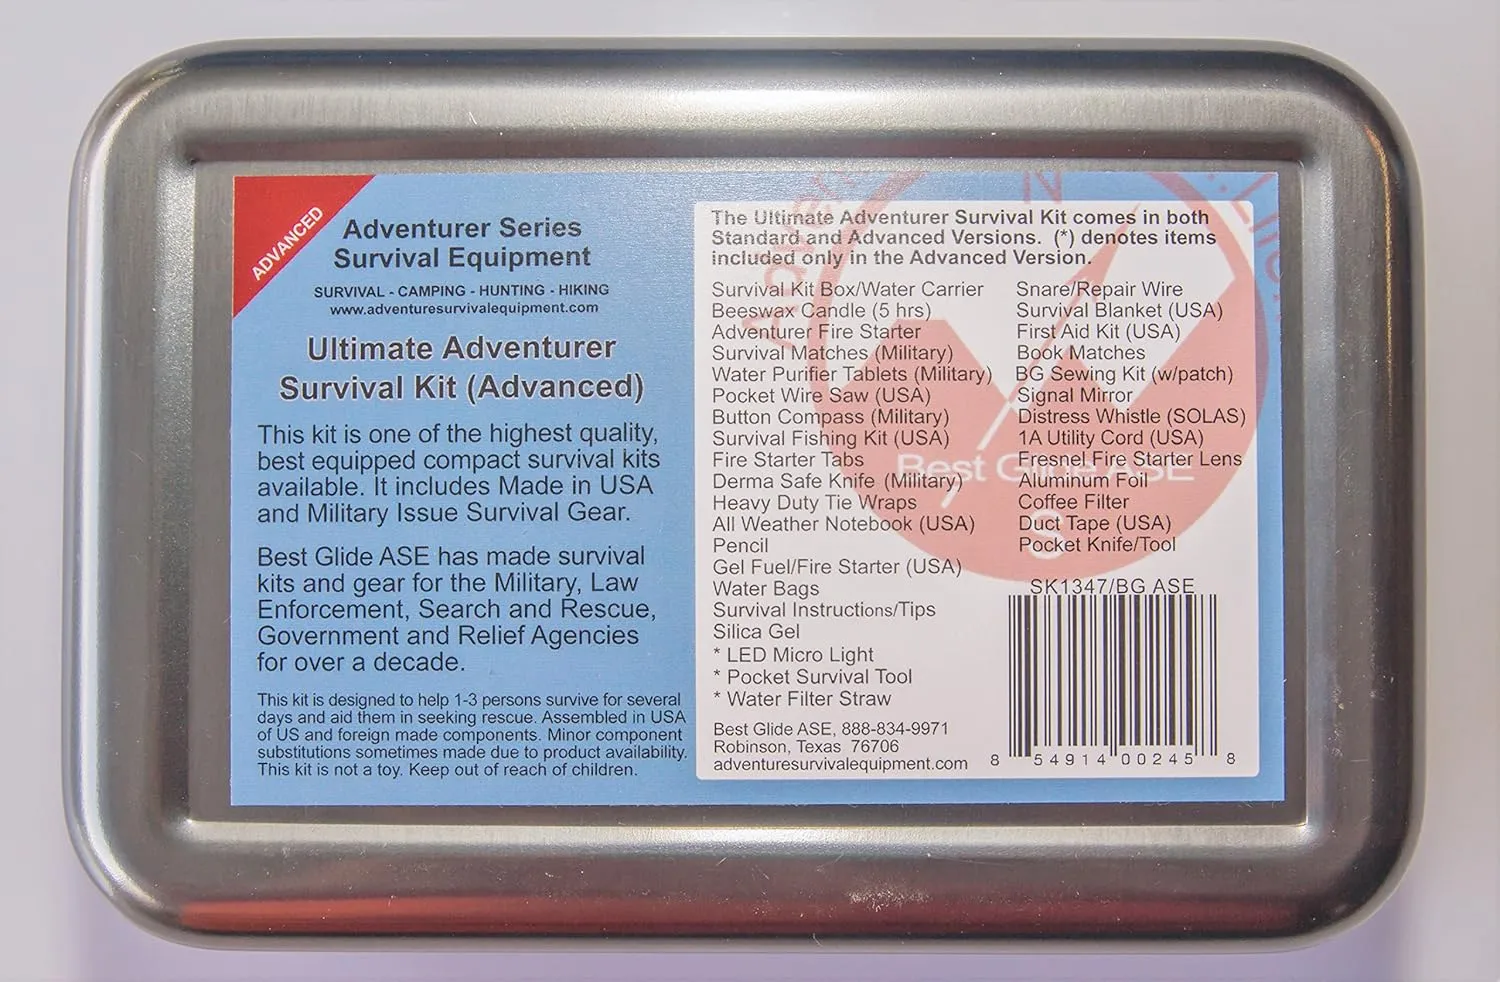 ADVANCED
Adventurer Series
Survival Equipment
SURVIVAL - CAMPING - HUNTING - HIKING
www.adventuresurvivalequipment.com
Ultimate Adventurer
Survival Kit (Advanced)
This kit is one of the highest quality,
best equipped compact survival kits
available. It includes Made in USA
and Military Issue Survival Gear.
Best Glide ASE has made survival
kits and gear for the Military, Law
Enforcement, Search and Rescue,
Government and Relief Agencies
for over a decade.
This kit is designed to help 1-3 persons survive for several
days and aid them in seeking rescue. Assembled in USA
of US and foreign made components. Minor component
substitutions sometimes made due to product availability.
This kit is not a toy. Keep out of reach of children.
The Ultimate Adventurer Survival Kit comes in both
Standard and Advanced Versions. (*) denotes items
included only in the Advanced Version.
Survival Kit Box/Water Carrier
Beeswax Candle (5 hrs)
Adventurer Fire Starter
Survival Matches (Military)
Water Purifier Tablets (Military)
Pocket Wire Saw (USA)
Button Compass (Military)
Survival Fishing Kit (USA)
Fire Starter Tabs
Derma Safe Knife (Military)
Heavy Duty Tie Wraps
All Weather Notebook (USA)
Pencil
Gel Fuel/Fire Starter (USA)
Water Bags
Survival Instructions/Tips
Silica Gel
* LED Micro Light
* Pocket Survival Tool
* Water Filter Straw
Best Glide ASE, 888-834-9971
Robinson, Texas 76706
adventuresurvivalequipment.com
Snare/Repair Wire
Survival Blanket (USA)
First Aid Kit (USA)
Book Matches
BG Sewing Kit (w/patch)
Signal Mirror
Distress Whistle (SOLAS)
1A Utility Cord (USA)
Fresnel Fire Starter Lens
Aluminum Foil
Coffee Filter
Duct Tape (USA)
Pocket Knife/Tool
SK1347/BG ASE
8 54914 00245 8
N
Best Glide ASE
S